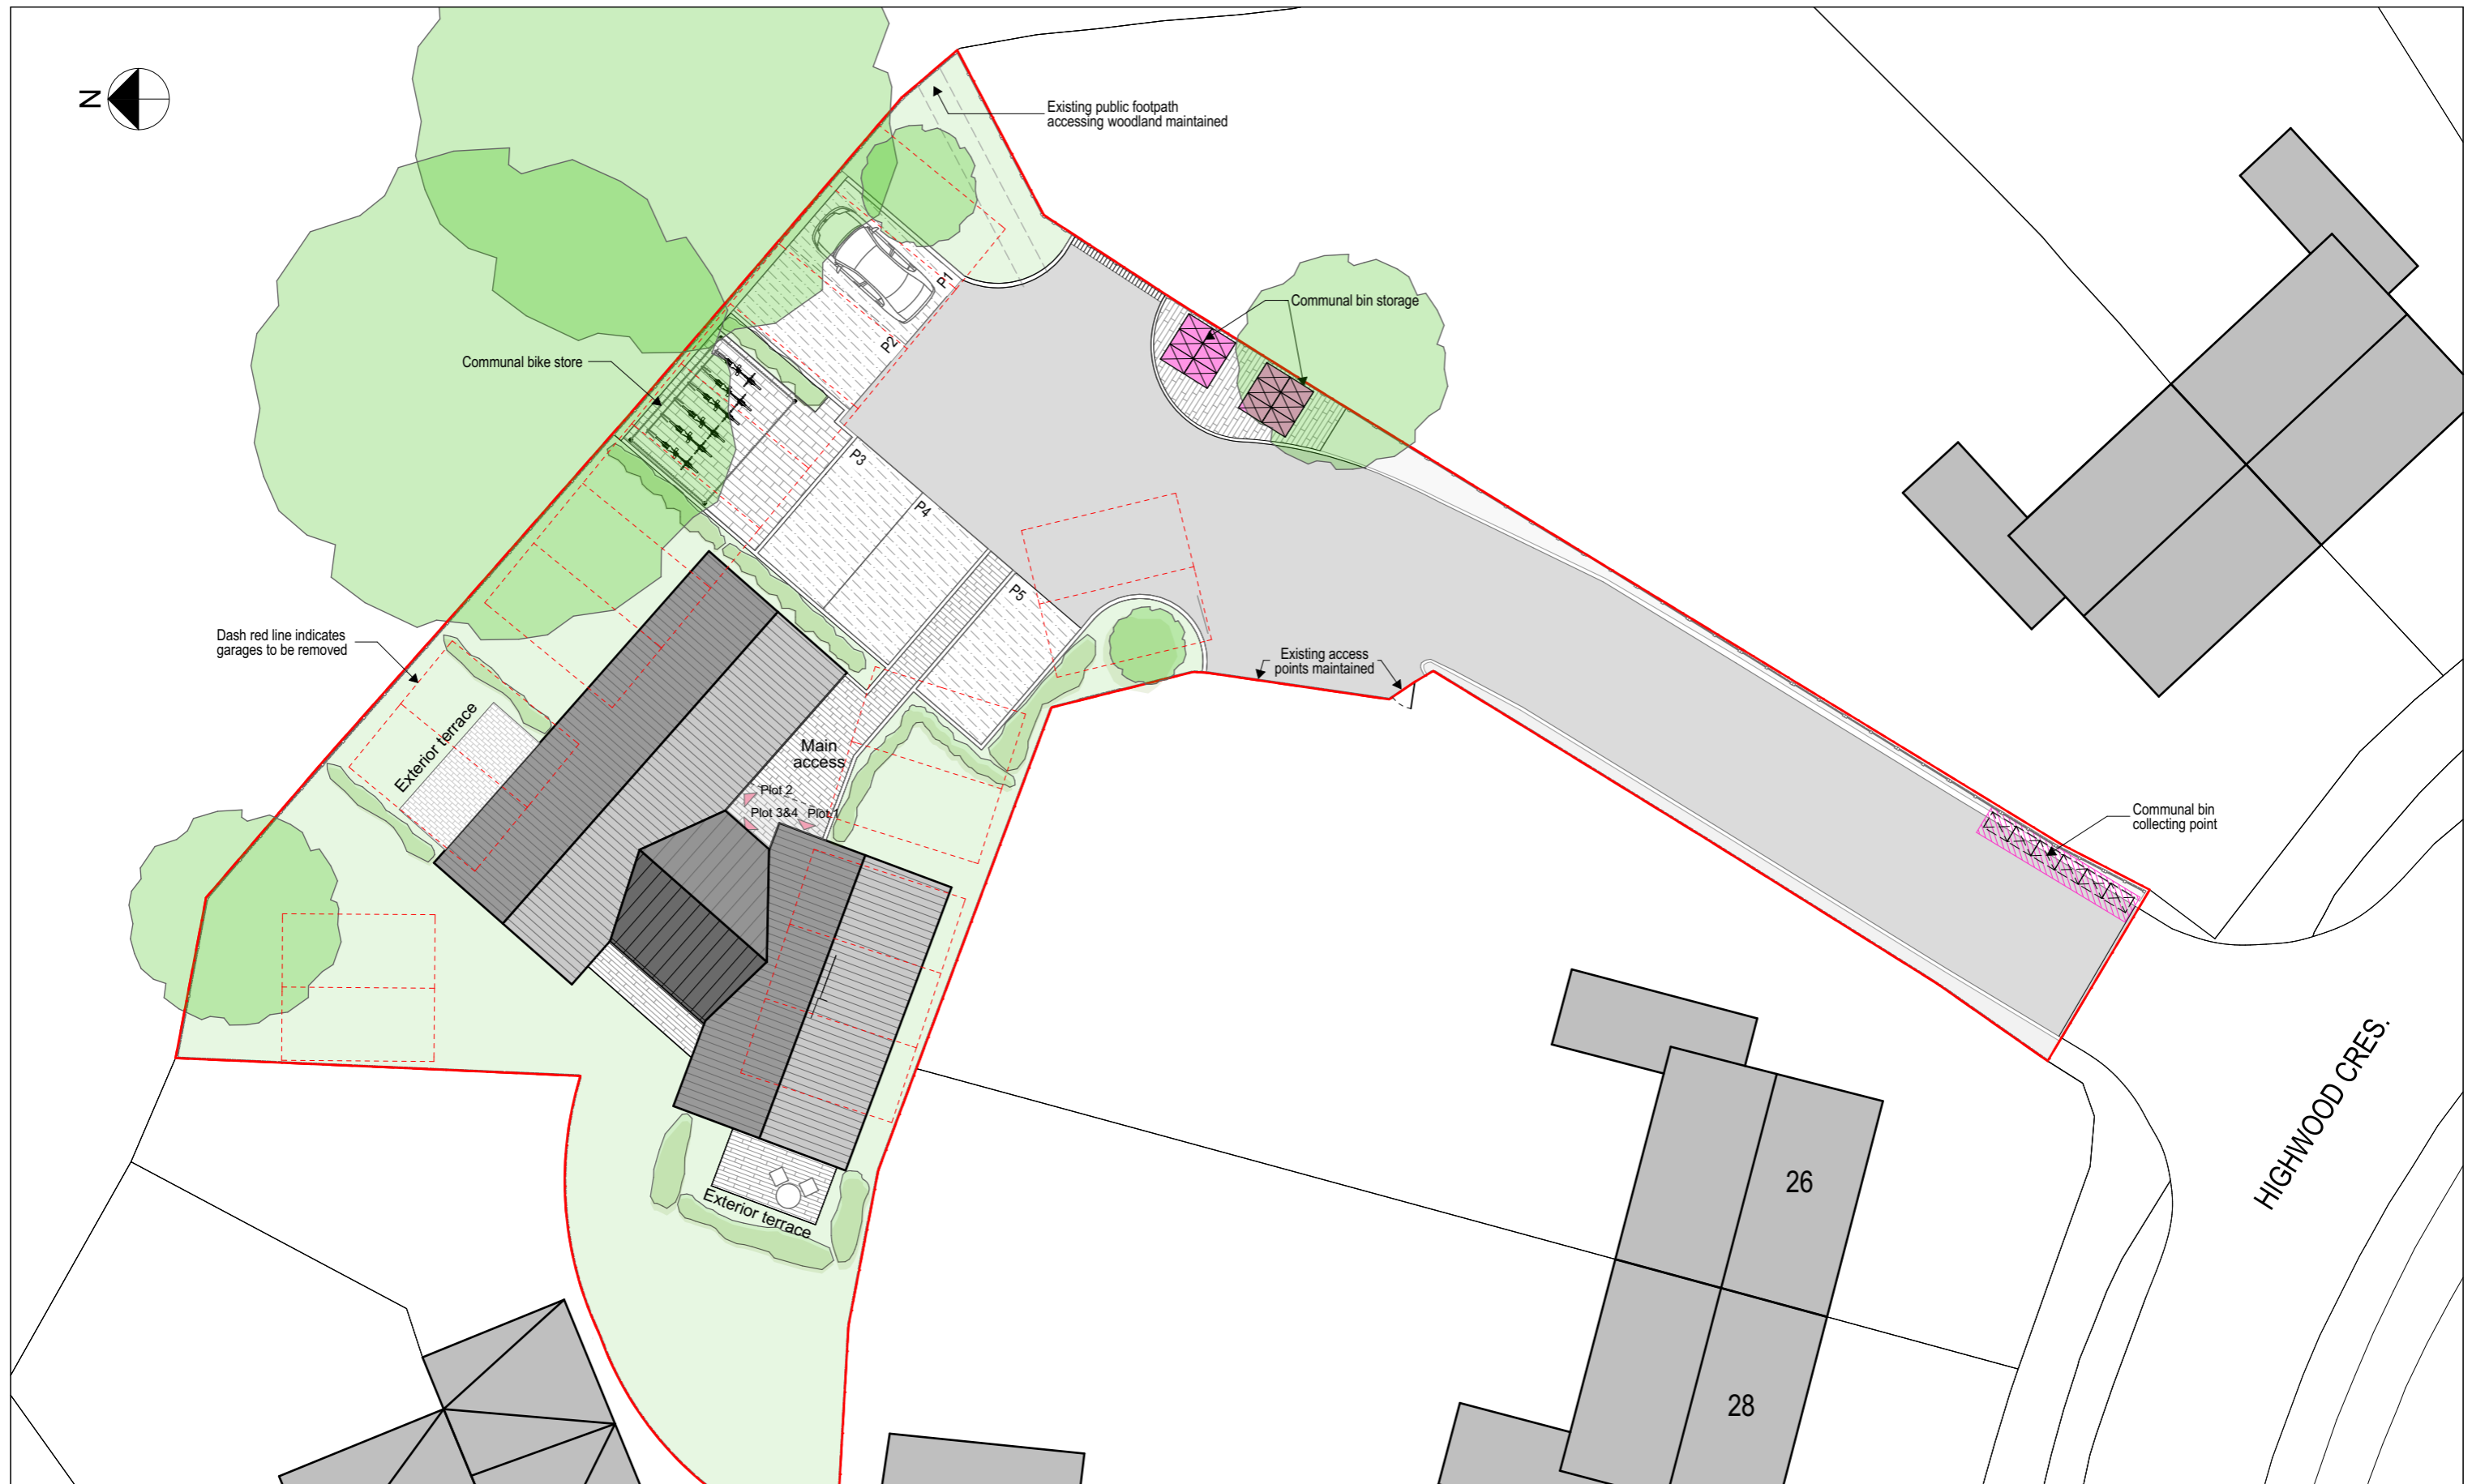 N
Existing public footpath
accessing woodland maintained
P1
Communal bin storage
P2
Communal bike store
P3
P4
P5
Dash red line indicates
garages to be removed
Existing access
points maintained
Exterior terrace
Main
access
Plot 2
Plot 3&4
Plot 1
Communal bin
collecting point
HIGHWOOD CRES.
26
Exterior terrace
28